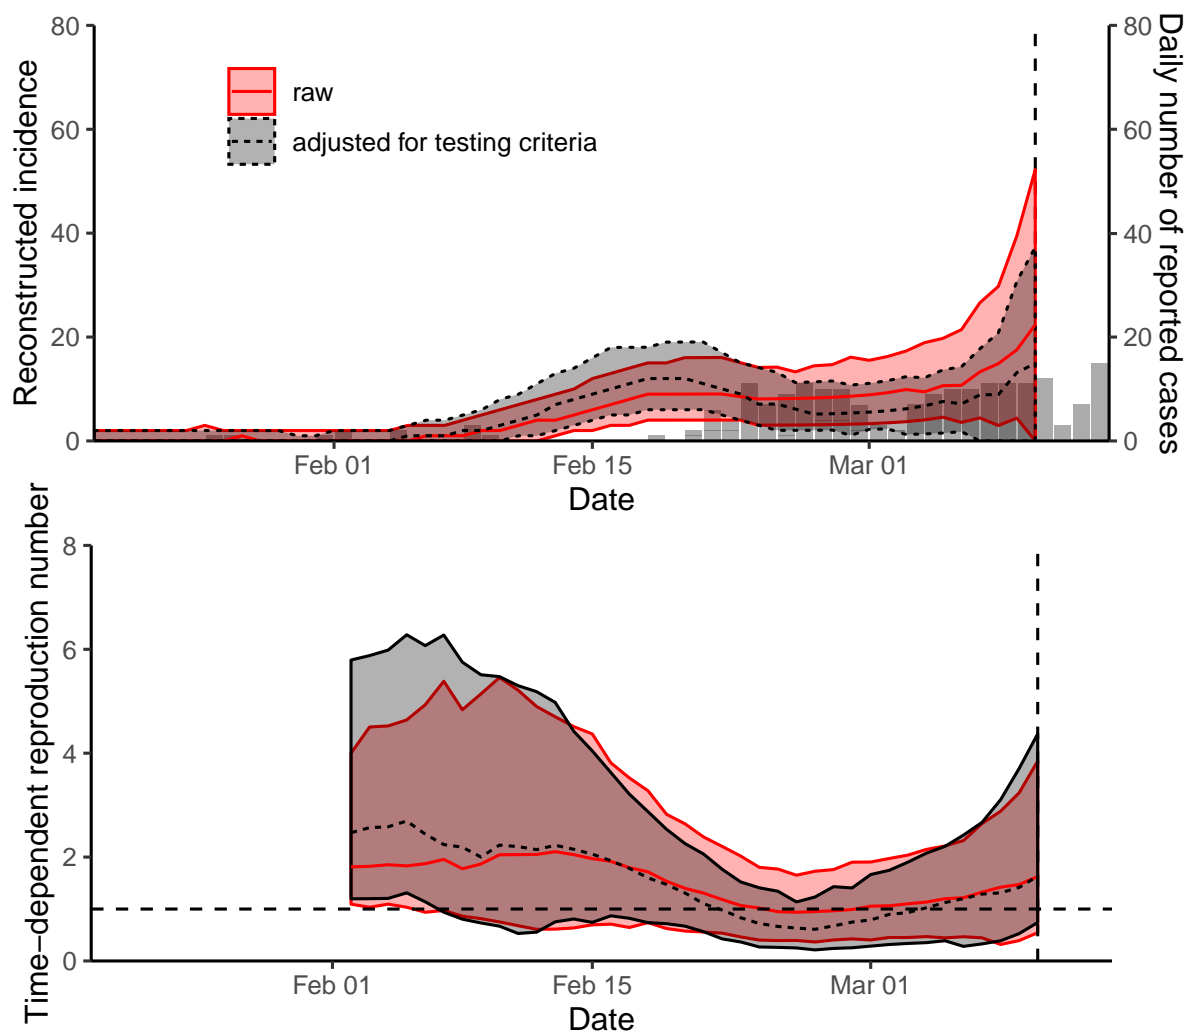 80
60
40
20
0
Reconstructed incidence
raw
adjusted for testing criteria
80
60
40
20
0
Daily number of reported cases
Feb 01
Feb 15
Mar 01
Date
8
6
4
2
0
Time−dependent reproduction number
Feb 01
Feb 15
Mar 01
Date